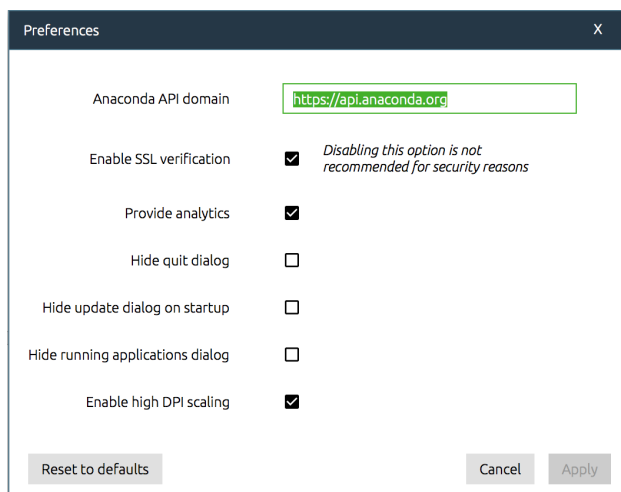 Preferences X
Anaconda API domain https://api.anaconda.org
Enable SSL verification Disabling this option is not
recommended for security reasons
Provide analytics
Hide quit dialog
Hide update dialog on startup
Hide running applications dialog
Enable high DPI scaling
Reset to defaults Cancel Apply